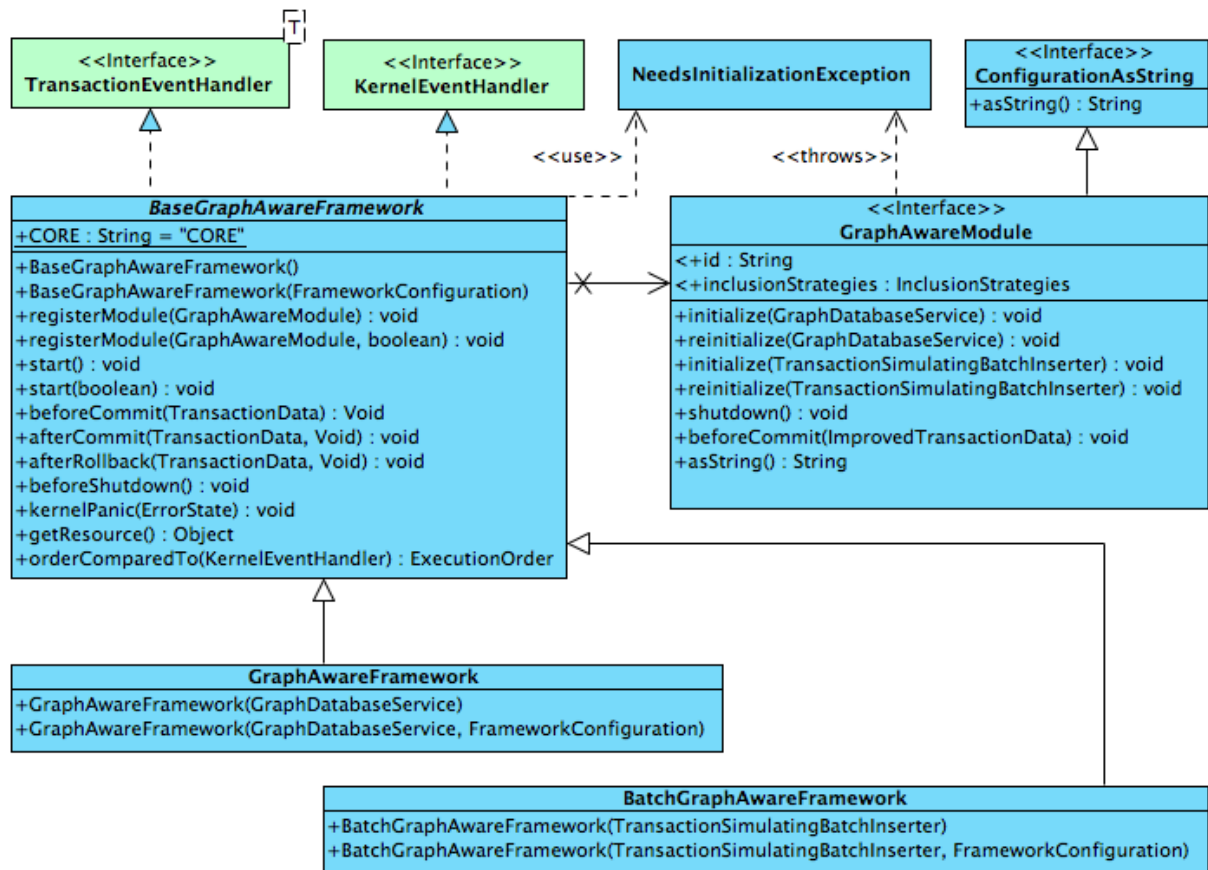 T
<<Interface>>
TransactionEventHandler
<<Interface>>
KernelEventHandler
NeedsInitializationException
<<Interface>>
ConfigurationAsString
+asString() : String
<<use>>
<<throws>>
BaseGraphAwareFramework
+CORE : String = "CORE"
+BaseGraphAwareFramework()
+BaseGraphAwareFramework(FrameworkConfiguration)
+registerModule(GraphAwareModule) : void
+registerModule(GraphAwareModule, boolean) : void
+start() : void
+start(boolean) : void
+beforeCommit(TransactionData) : Void
+afterCommit(TransactionData, Void) : void
+afterRollback(TransactionData, Void) : void
+beforeShutdown() : void
+kernelPanic(ErrorState) : void
+getResource() : Object
+orderComparedTo(KernelEventHandler) : ExecutionOrder
<<Interface>>
GraphAwareModule
<+id : String
<+inclusionStrategies : InclusionStrategies
+initialize(GraphDatabaseService) : void
+reinitialize(GraphDatabaseService) : void
+initialize(TransactionSimulatingBatchInserter) : void
+reinitialize(TransactionSimulatingBatchInserter) : void
+shutdown() : void
+beforeCommit(ImprovedTransactionData) : void
+asString() : String
GraphAwareFramework
+GraphAwareFramework(GraphDatabaseService)
+GraphAwareFramework(GraphDatabaseService, FrameworkConfiguration)
BatchGraphAwareFramework
+BatchGraphAwareFramework(TransactionSimulatingBatchInserter)
+BatchGraphAwareFramework(TransactionSimulatingBatchInserter, FrameworkConfiguration)